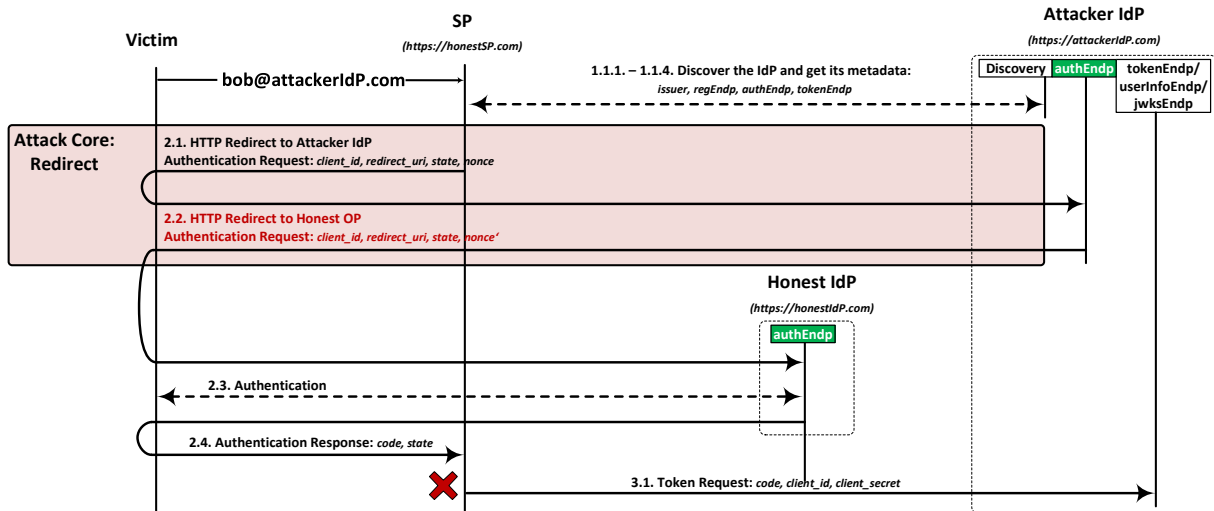 Attacker IdP
(https://attackerIdP.com)
SP
(https://honestSP.com)
Victim
bob@attackerIdP.com
1.1.1. – 1.1.4. Discover the IdP and get its metadata:
issuer, regEndp, authEndp, tokenEndp
Discovery
authEndp
tokenEndp/
userInfoEndp/
jwksEndp
Attack Core:
Redirect
2.1. HTTP Redirect to Attacker IdP
Authentication Request: client_id, redirect_uri, state, nonce
2.2. HTTP Redirect to Honest OP
Authentication Request: client_id, redirect_uri, state, nonce‘
Honest IdP
(https://honestIdP.com)
authEndp
2.3. Authentication
2.4. Authentication Response: code, state
3.1. Token Request: code, client_id, client_secret